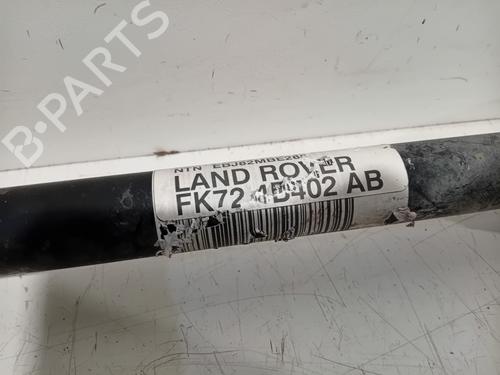 B-PARTS
NTN EBJ82MBE28
LAND ROVER
FK72 4B402 AB